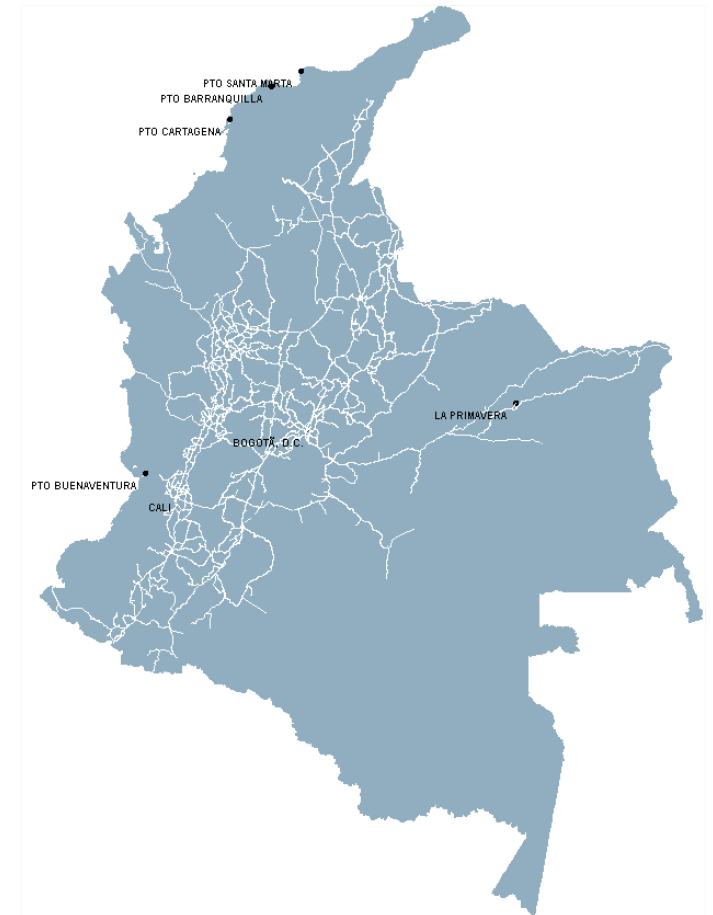 PTO SANTA MARTA
PTO BARRANQUILLA
PTO CARTAGENA
LA PRIMAVERA
BOGOTÃ, D.C.
PTO BUENAVENTURA
CALI